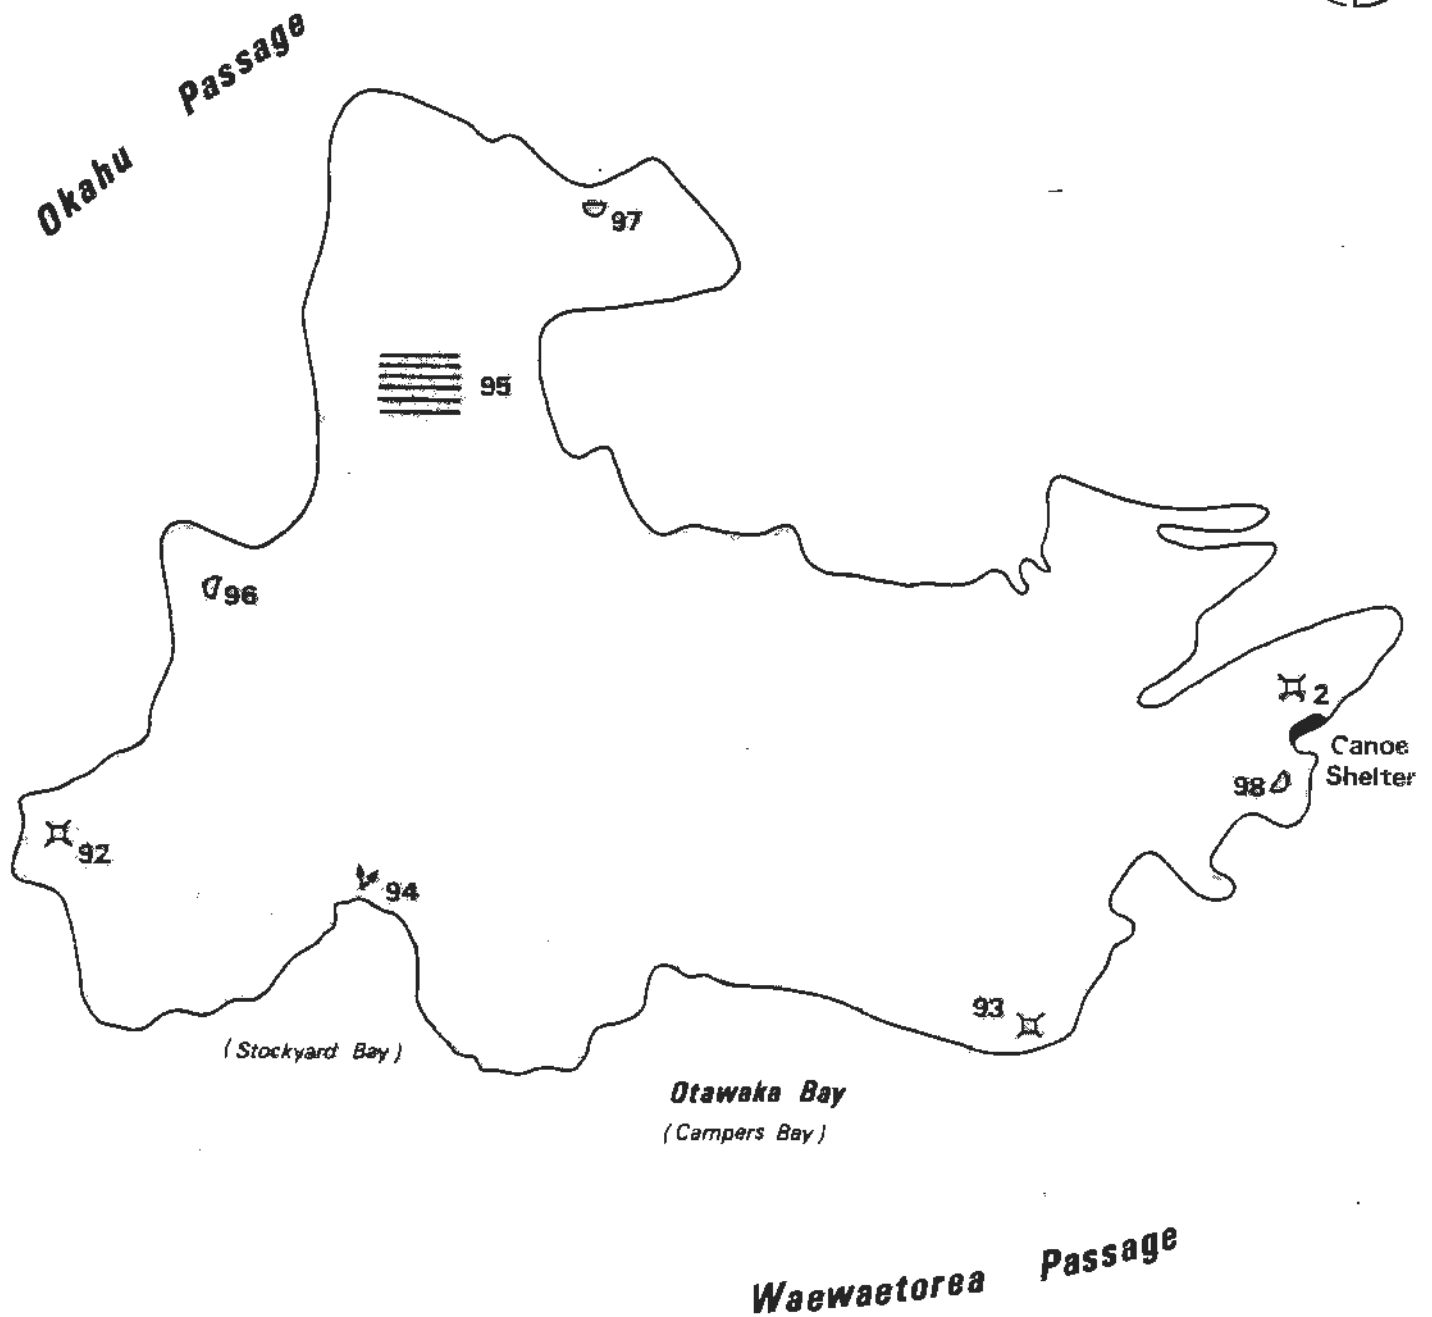 Okahu Passage
97
95
96
2
Canoe
Shelter
98
92
94
93
(Stockyard Bay)
Otawaka Bay
(Campers Bay)
Waewaetorea Passage